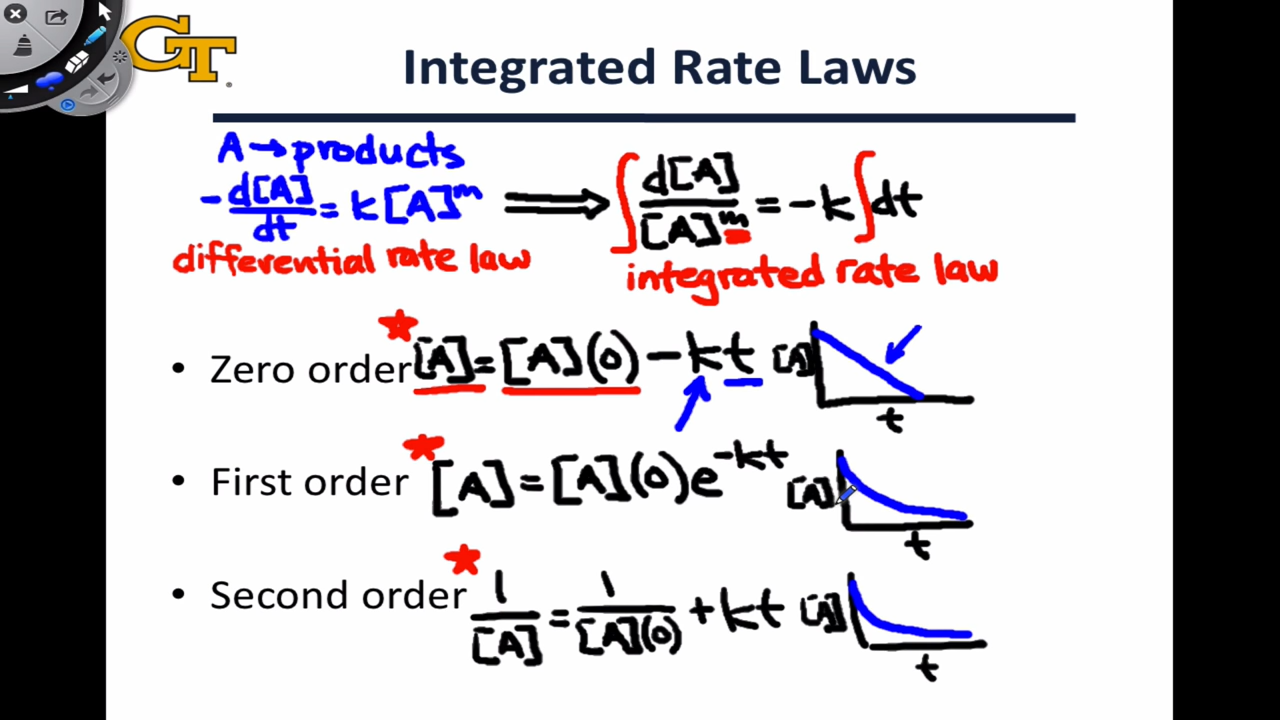 GT
Integrated Rate Laws
A → products
-d[A]/dt = k[A]^m ⟹ ∫ d[A]/[A]^m = -k ∫ dt
differential rate law
integrated rate law
• Zero order [A] = [A](0) - kt
[A]
t
• First order [A] = [A](0)e^-kt
[A]
t
• Second order 1/[A] = 1/[A](0) + kt
[A]
t